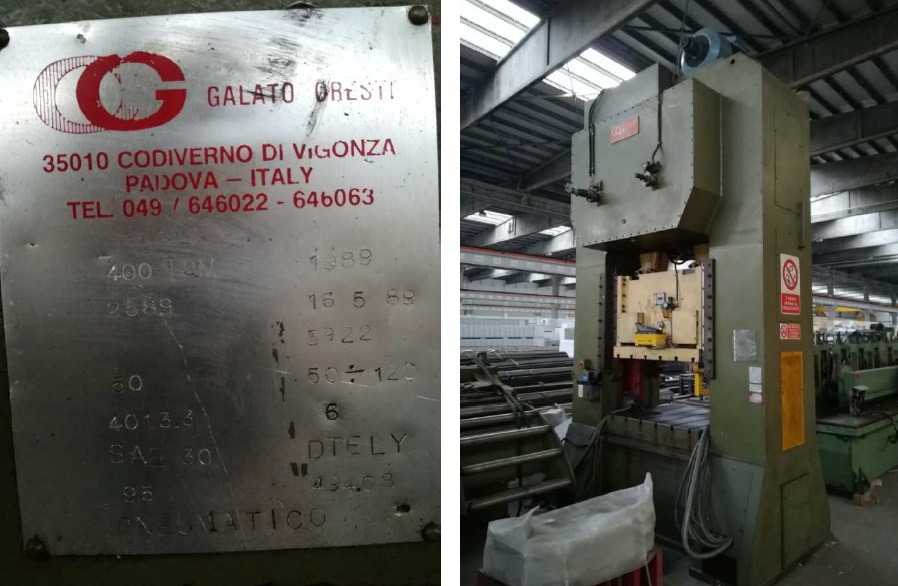 G GALATO ORESTI
35010 CODIVERNO DI VIGONZA
PADOVA – ITALY
TEL. 049 / 646022 - 646063
400 T2M 1989
2589 16 5 89
3922
50 50÷120
4013.3 6
SAE 30 DTELY
95
PNEUMATICO